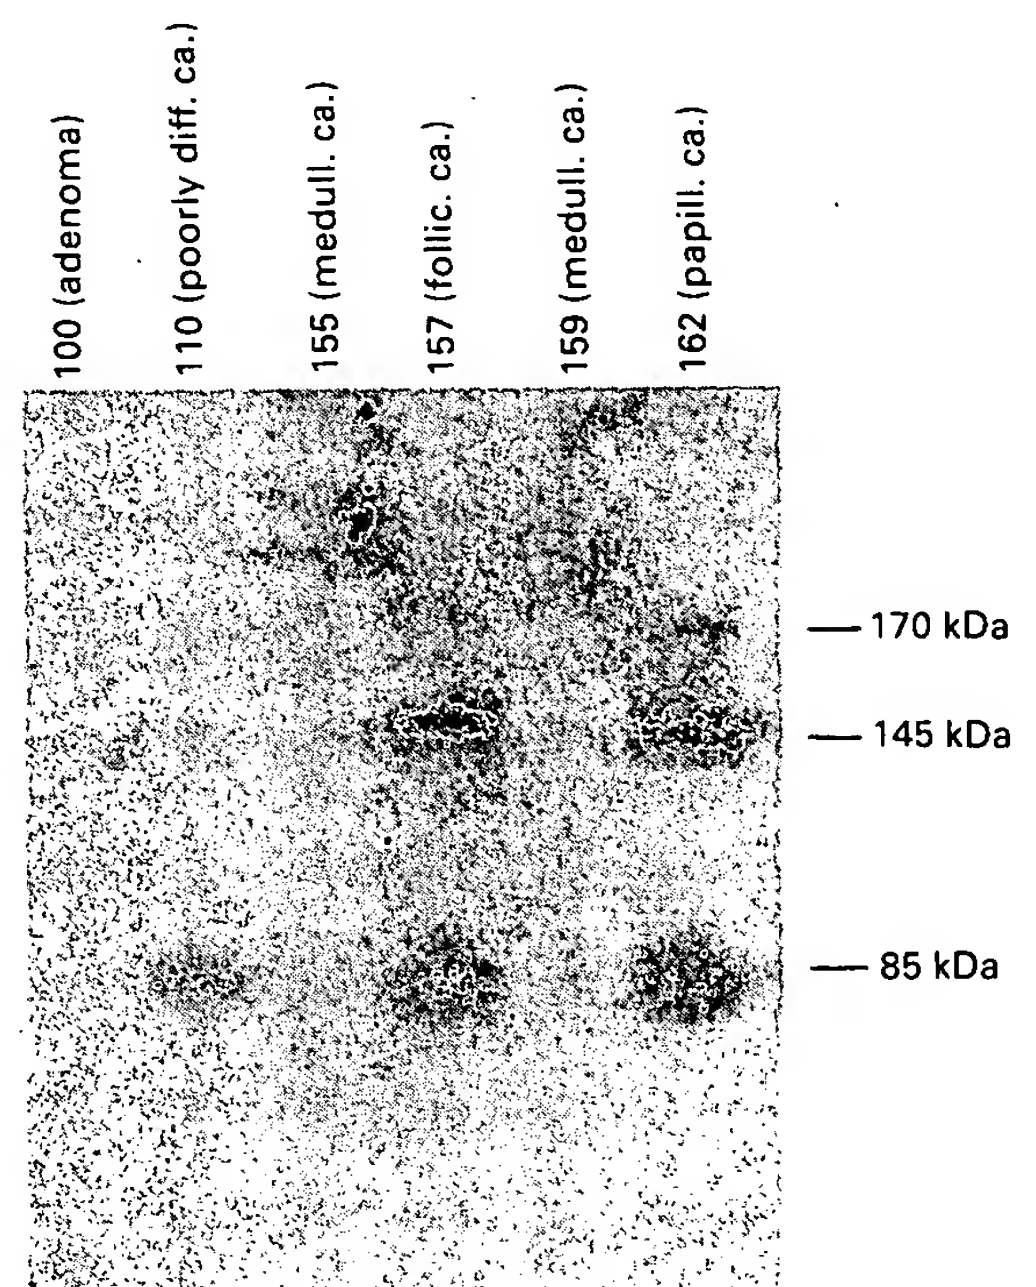 100 (adenoma)
110 (poorly diff. ca.)
155 (medull. ca.)
157 (follic. ca.)
159 (medull. ca.)
162 (papill. ca.)
170 kDa
145 kDa
85 kDa